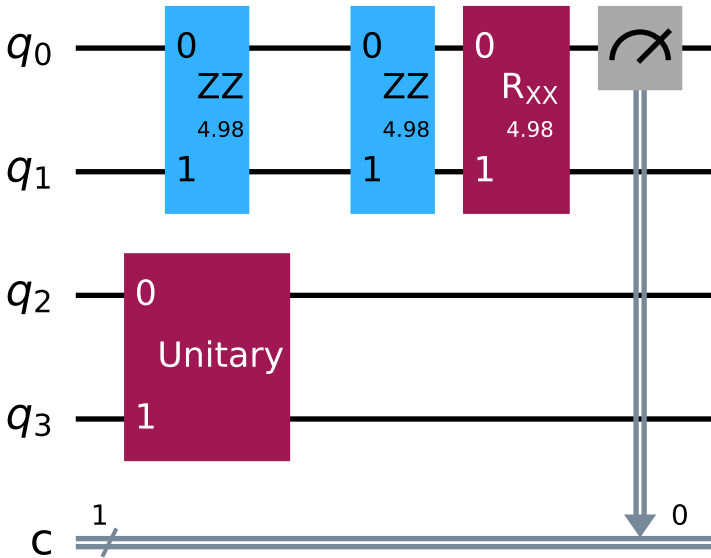 q0 0 0 0
ZZ ZZ RXX
4.98 4.98 4.98
q1 1 1 1
q2 0
Unitary
q3 1
1 0
c